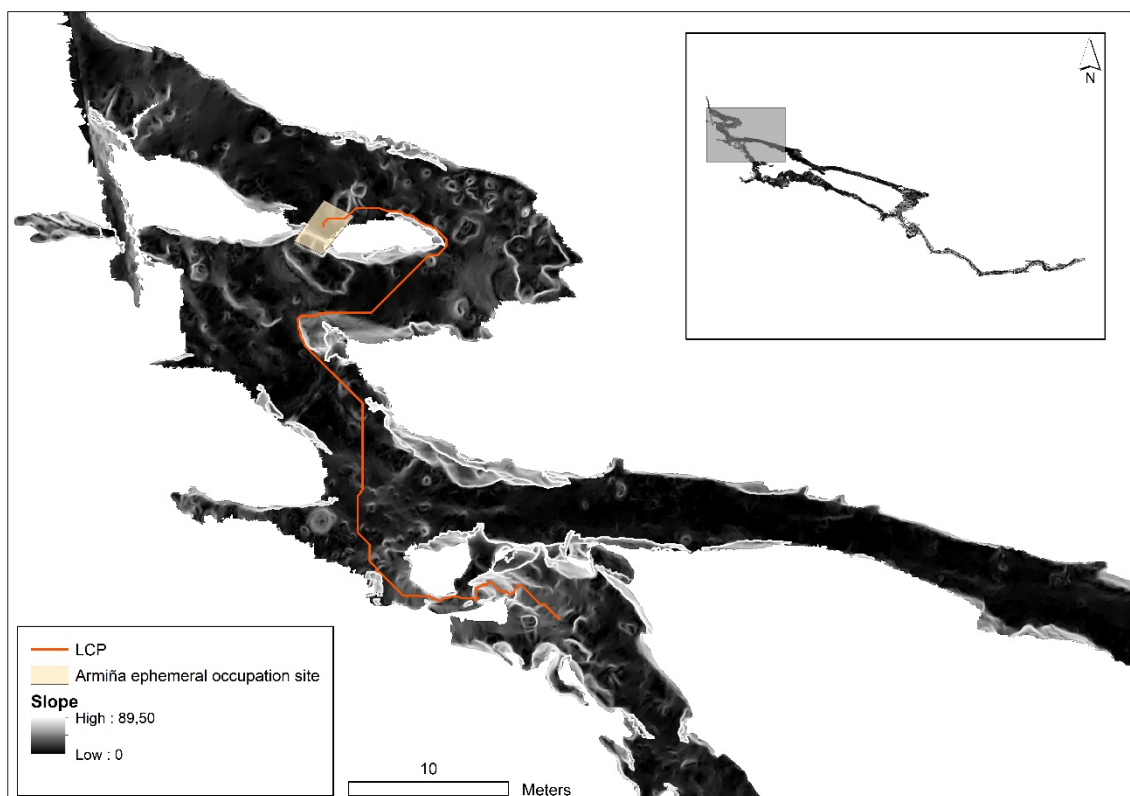 N
LCP
Armiña ephemeral occupation site
Slope
High : 89,50
Low : 0
10
Meters